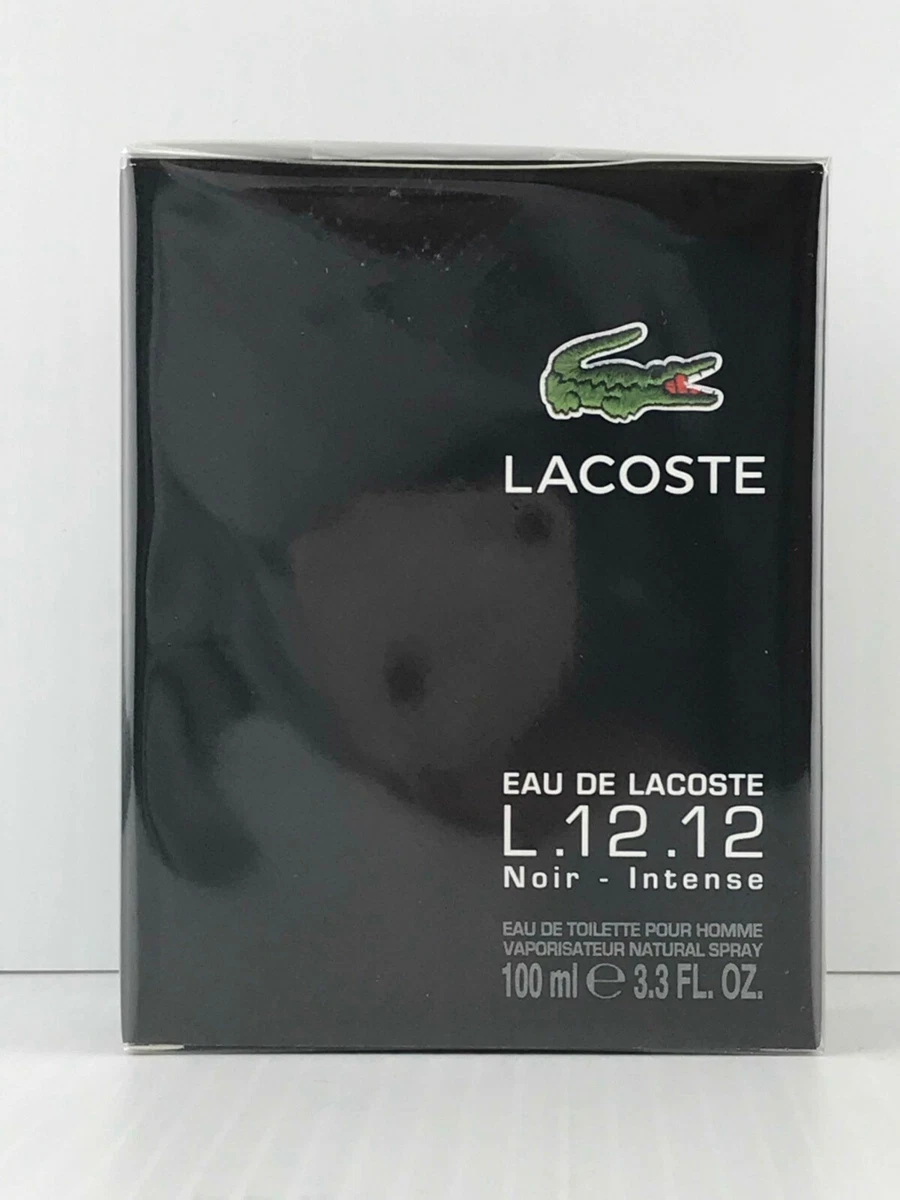 LACOSTE
EAU DE LACOSTE
L.12.12
Noir - Intense
EAU DE TOILETTE POUR HOMME
VAPORISATEUR NATURAL SPRAY
100 ml ℮ 3.3 FL. OZ.